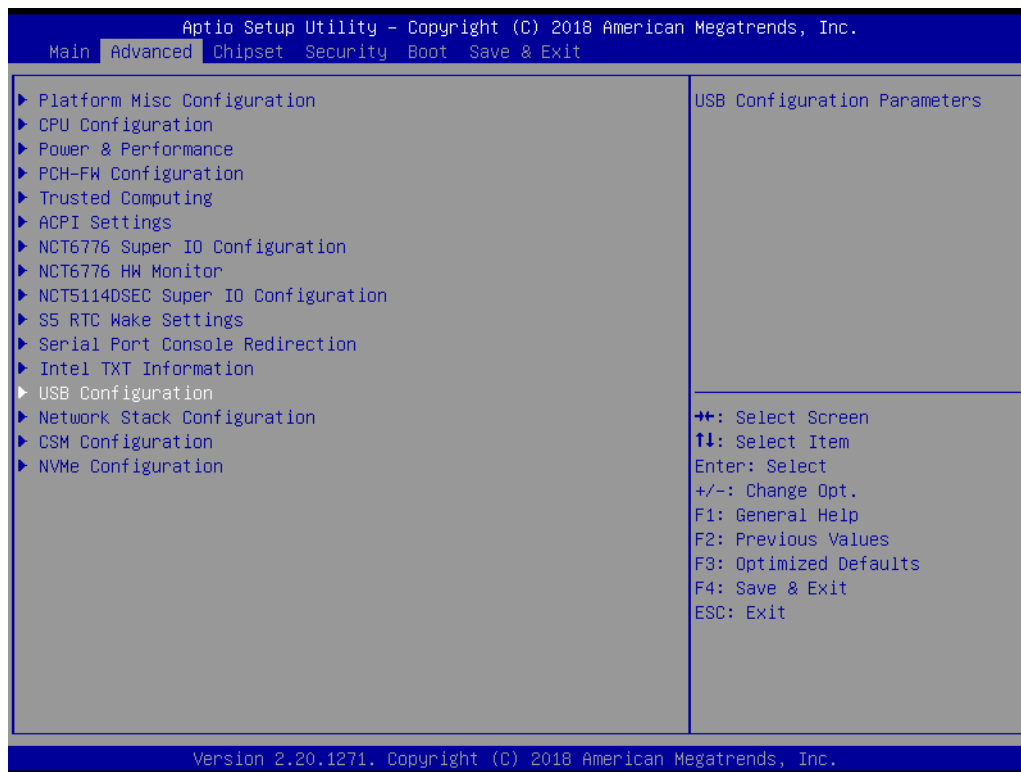 Aptio Setup Utility – Copyright (C) 2018 American Megatrends, Inc.
Main Advanced Chipset Security Boot Save & Exit
▶ Platform Misc Configuration
▶ CPU Configuration
▶ Power & Performance
▶ PCH-FW Configuration
▶ Trusted Computing
▶ ACPI Settings
▶ NCT6776 Super IO Configuration
▶ NCT6776 HW Monitor
▶ NCT5114DSEC Super IO Configuration
▶ S5 RTC Wake Settings
▶ Serial Port Console Redirection
▶ Intel TXT Information
▶ USB Configuration
▶ Network Stack Configuration
▶ CSM Configuration
▶ NVMe Configuration
USB Configuration Parameters
→←: Select Screen
↑↓: Select Item
Enter: Select
+/-: Change Opt.
F1: General Help
F2: Previous Values
F3: Optimized Defaults
F4: Save & Exit
ESC: Exit
Version 2.20.1271. Copyright (C) 2018 American Megatrends, Inc.